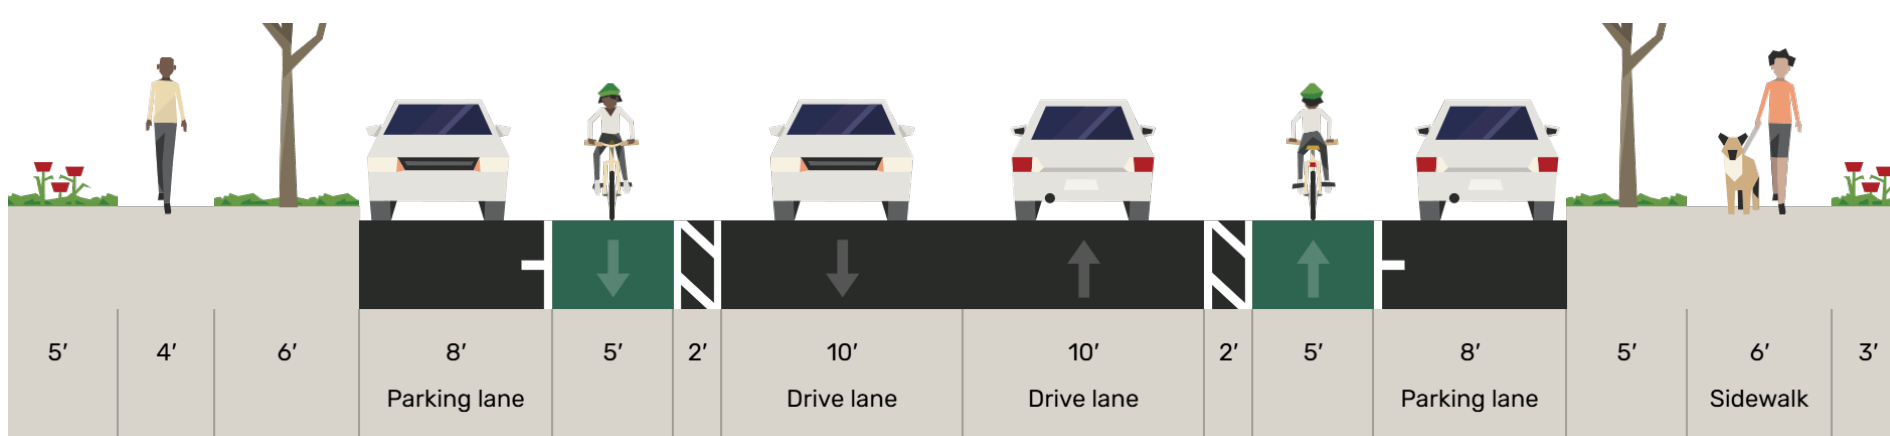 5′ 4′ 6′ 8′ 5′ 2′ 10′ 10′ 2′ 5′ 8′ 5′ 6′ 3′
Parking lane Drive lane Drive lane Parking lane Sidewalk